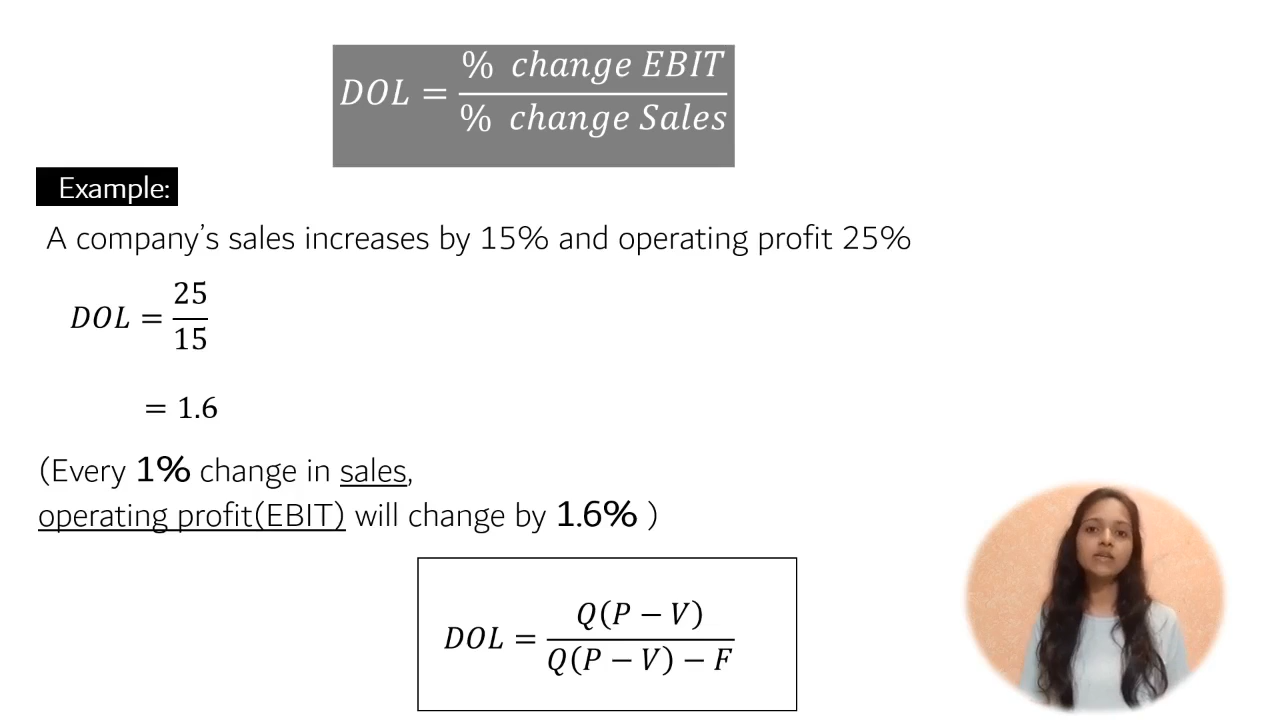 DOL = % change EBIT / % change Sales
Example:
A company’s sales increases by 15% and operating profit 25%
DOL = 25 / 15
= 1.6
(Every 1% change in sales,
operating profit(EBIT) will change by 1.6% )
DOL = Q(P − V) / Q(P − V) − F